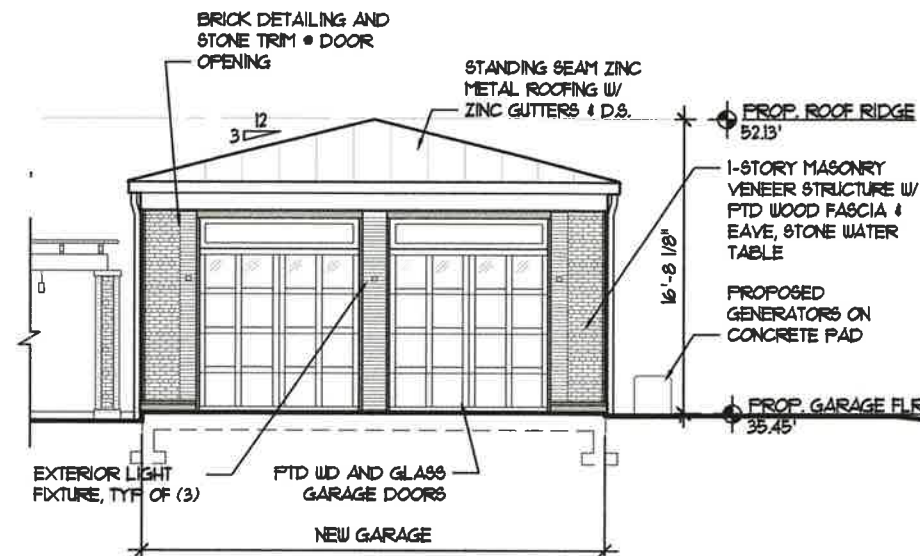 BRICK DETAILING AND
STONE TRIM @ DOOR
OPENING
STANDING SEAM ZINC
METAL ROOFING W/
ZINC GUTTERS & D.S.
12
3
PROP. ROOF RIDGE
52.13'
1-STORY MASONRY
VENEER STRUCTURE W/
PTD WOOD FASCIA &
EAVE, STONE WATER
TABLE
16'-8 1/8"
PROPOSED
GENERATORS ON
CONCRETE PAD
PROP. GARAGE FLR
35.45'
EXTERIOR LIGHT
FIXTURE, TYP OF (3)
PTD WD AND GLASS
GARAGE DOORS
NEW GARAGE